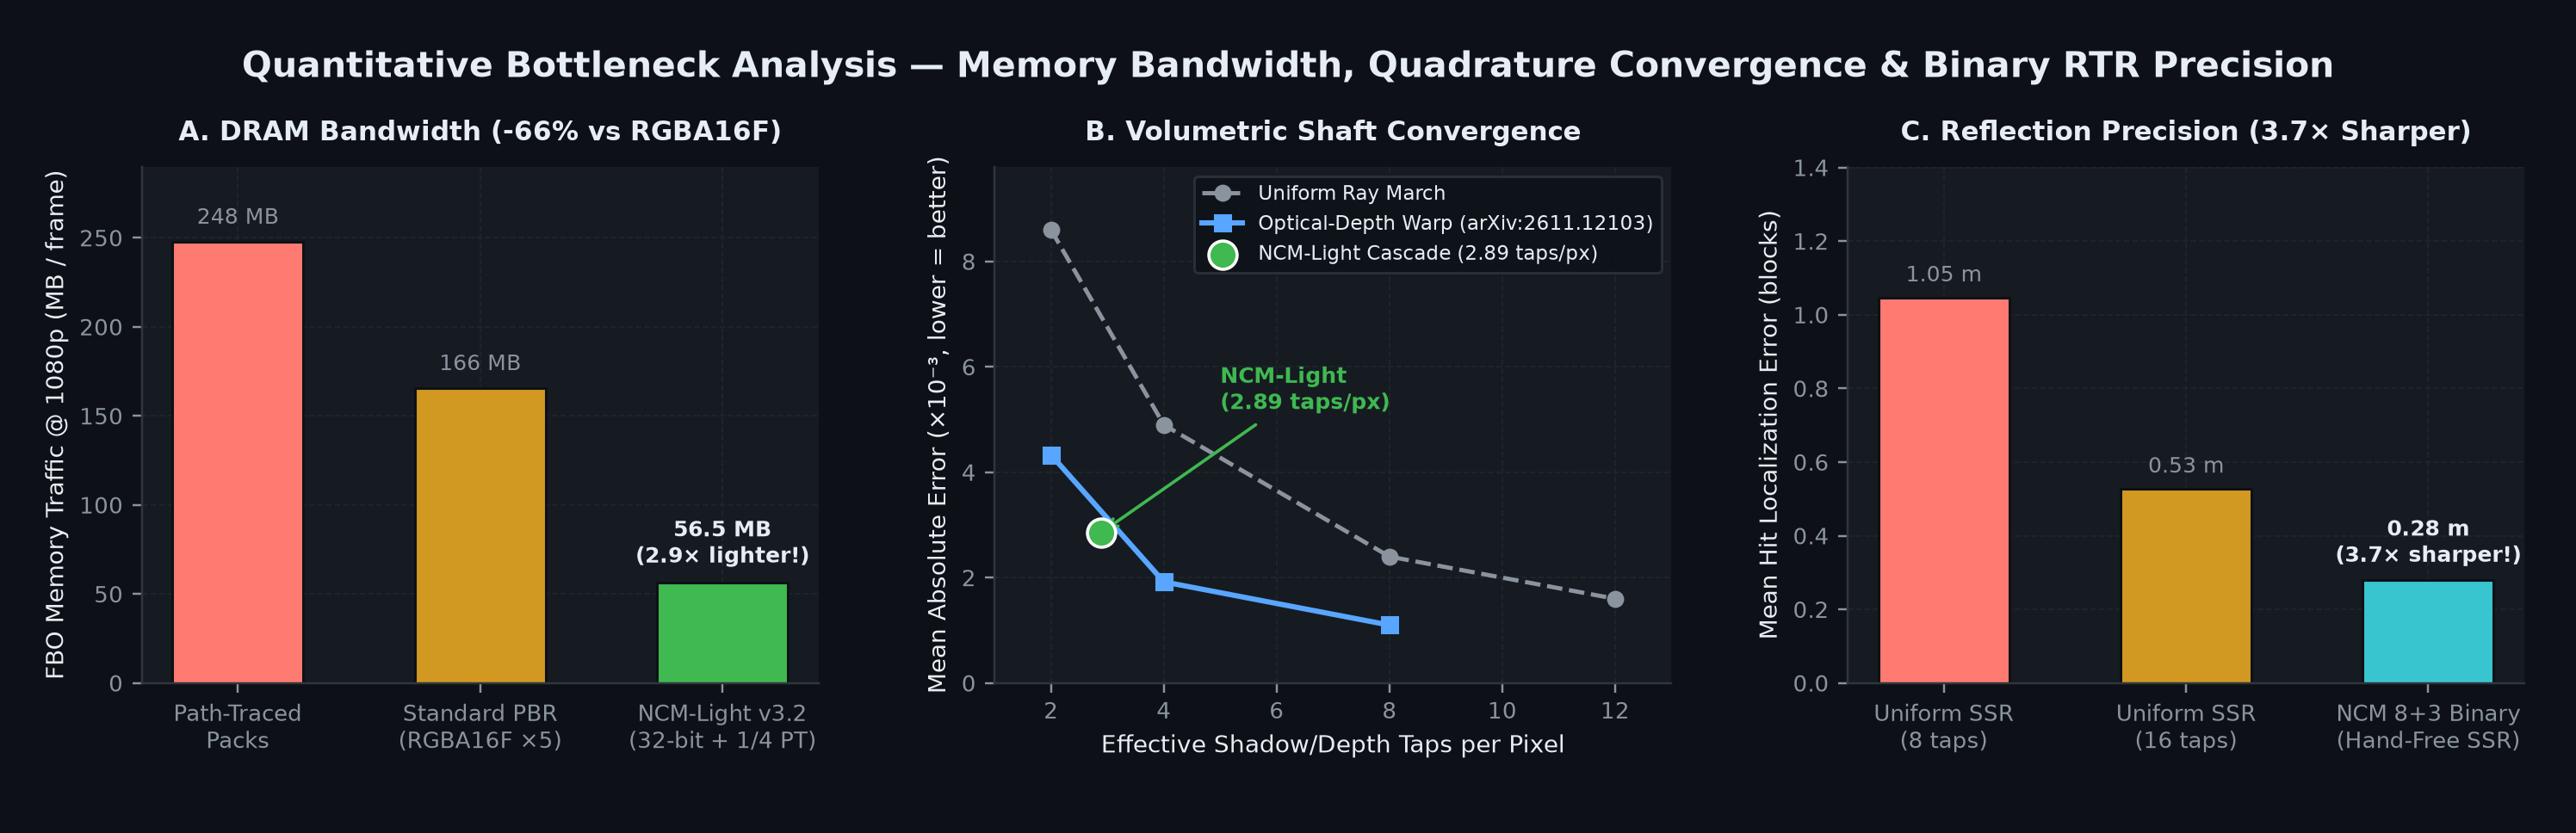 Quantitative Bottleneck Analysis — Memory Bandwidth, Quadrature Convergence & Binary RTR Precision
A. DRAM Bandwidth (-66% vs RGBA16F)
FBO Memory Traffic @ 1080p (MB / frame)
250
200
150
100
50
0
248 MB
166 MB
56.5 MB
(2.9× lighter!)
Path-Traced
Packs
Standard PBR
(RGBA16F ×5)
NCM-Light v3.2
(32-bit + 1/4 PT)
B. Volumetric Shaft Convergence
Mean Absolute Error (×10⁻³, lower = better)
8
6
4
2
0
Uniform Ray March
Optical-Depth Warp (arXiv:2611.12103)
NCM-Light Cascade (2.89 taps/px)
NCM-Light
(2.89 taps/px)
2
4
6
8
10
12
Effective Shadow/Depth Taps per Pixel
C. Reflection Precision (3.7× Sharper)
Mean Hit Localization Error (blocks)
1.4
1.2
1.0
0.8
0.6
0.4
0.2
0.0
1.05 m
0.53 m
0.28 m
(3.7× sharper!)
Uniform SSR
(8 taps)
Uniform SSR
(16 taps)
NCM 8+3 Binary
(Hand-Free SSR)